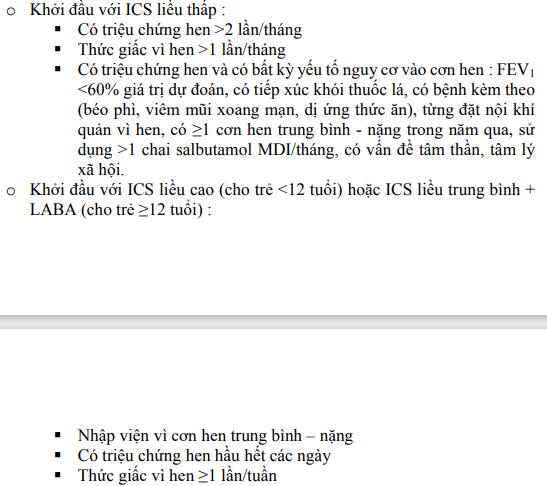 o Khởi đầu với ICS liều thấp :
▪ Có triệu chứng hen >2 lần/tháng
▪ Thức giấc vì hen >1 lần/tháng
▪ Có triệu chứng hen và có bất kỳ yếu tố nguy cơ vào cơn hen : FEV₁
<60% giá trị dự đoán, có tiếp xúc khói thuốc lá, có bệnh kèm theo
(béo phì, viêm mũi xoang mạn, dị ứng thức ăn), từng đặt nội khí
quản vì hen, có ≥1 cơn hen trung bình - nặng trong năm qua, sử
dụng >1 chai salbutamol MDI/tháng, có vấn đề tâm thần, tâm lý
xã hội.
o Khởi đầu với ICS liều cao (cho trẻ <12 tuổi) hoặc ICS liều trung bình +
LABA (cho trẻ ≥12 tuổi) :
▪ Nhập viện vì cơn hen trung bình – nặng
▪ Có triệu chứng hen hầu hết các ngày
▪ Thức giấc vì hen ≥1 lần/tuần